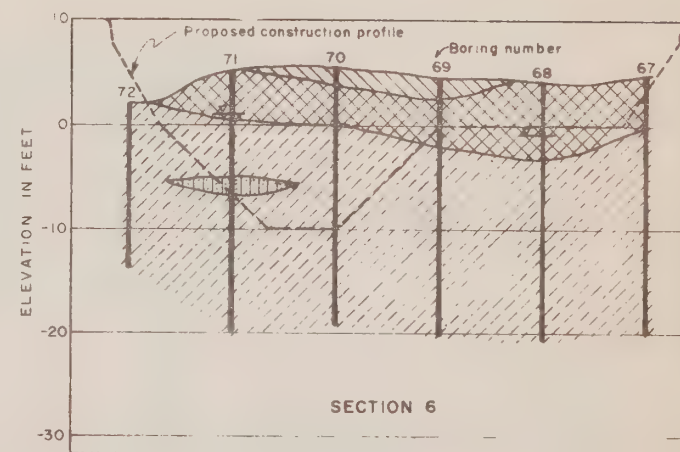 10
Proposed construction profile
Boring number
72
71
70
69
68
67
0
-10
-20
-30
ELEVATION IN FEET
SECTION 6